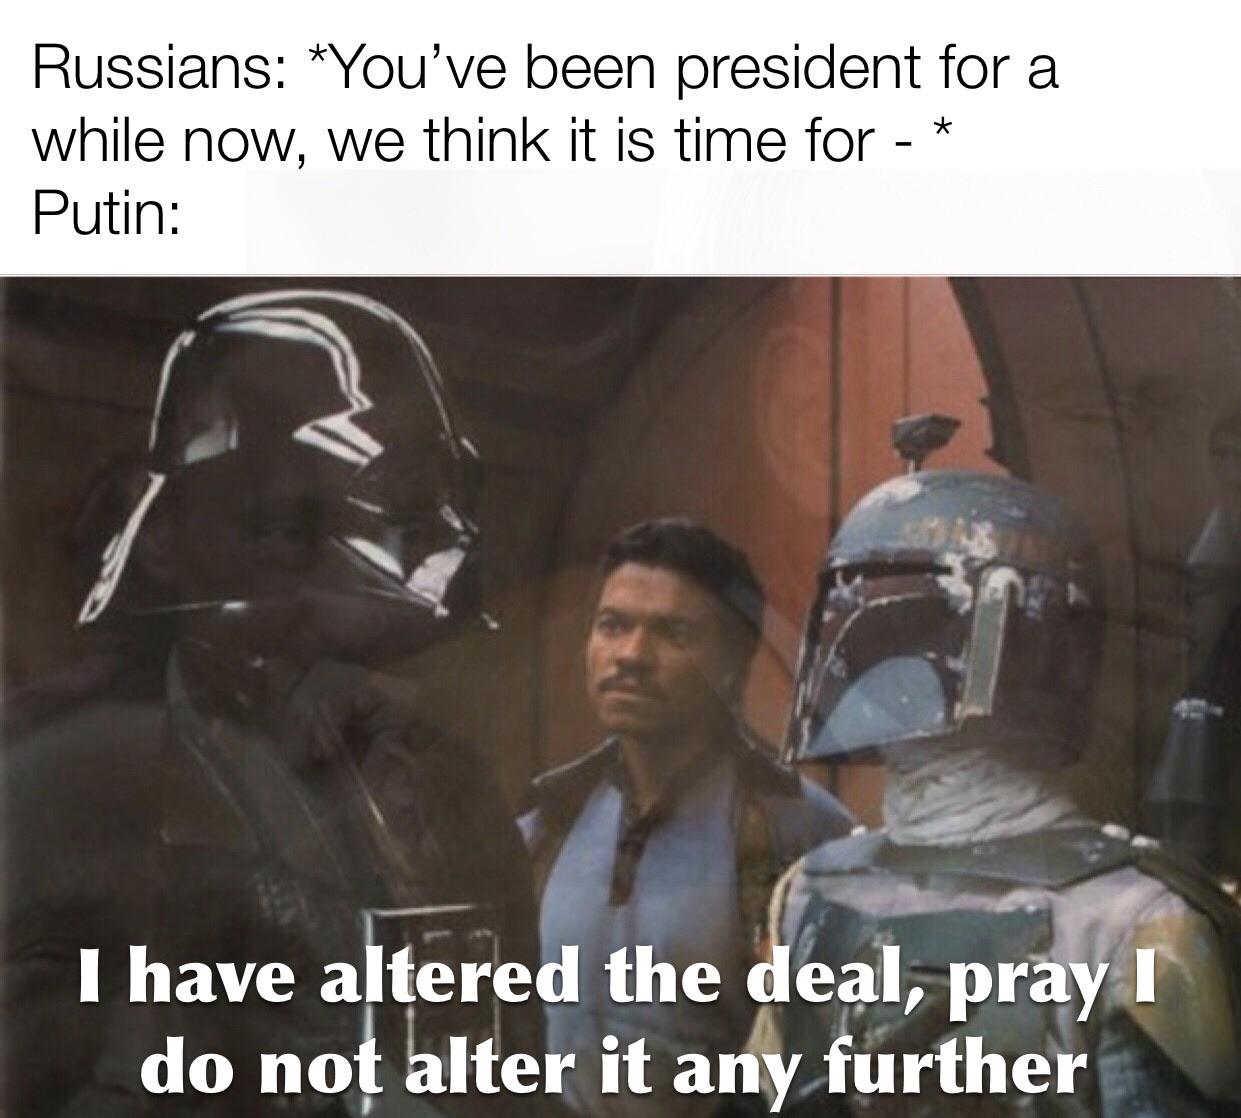 Russians: *You’ve been president for a
while now, we think it is time for - *
Putin:
I have altered the deal, pray I
do not alter it any further